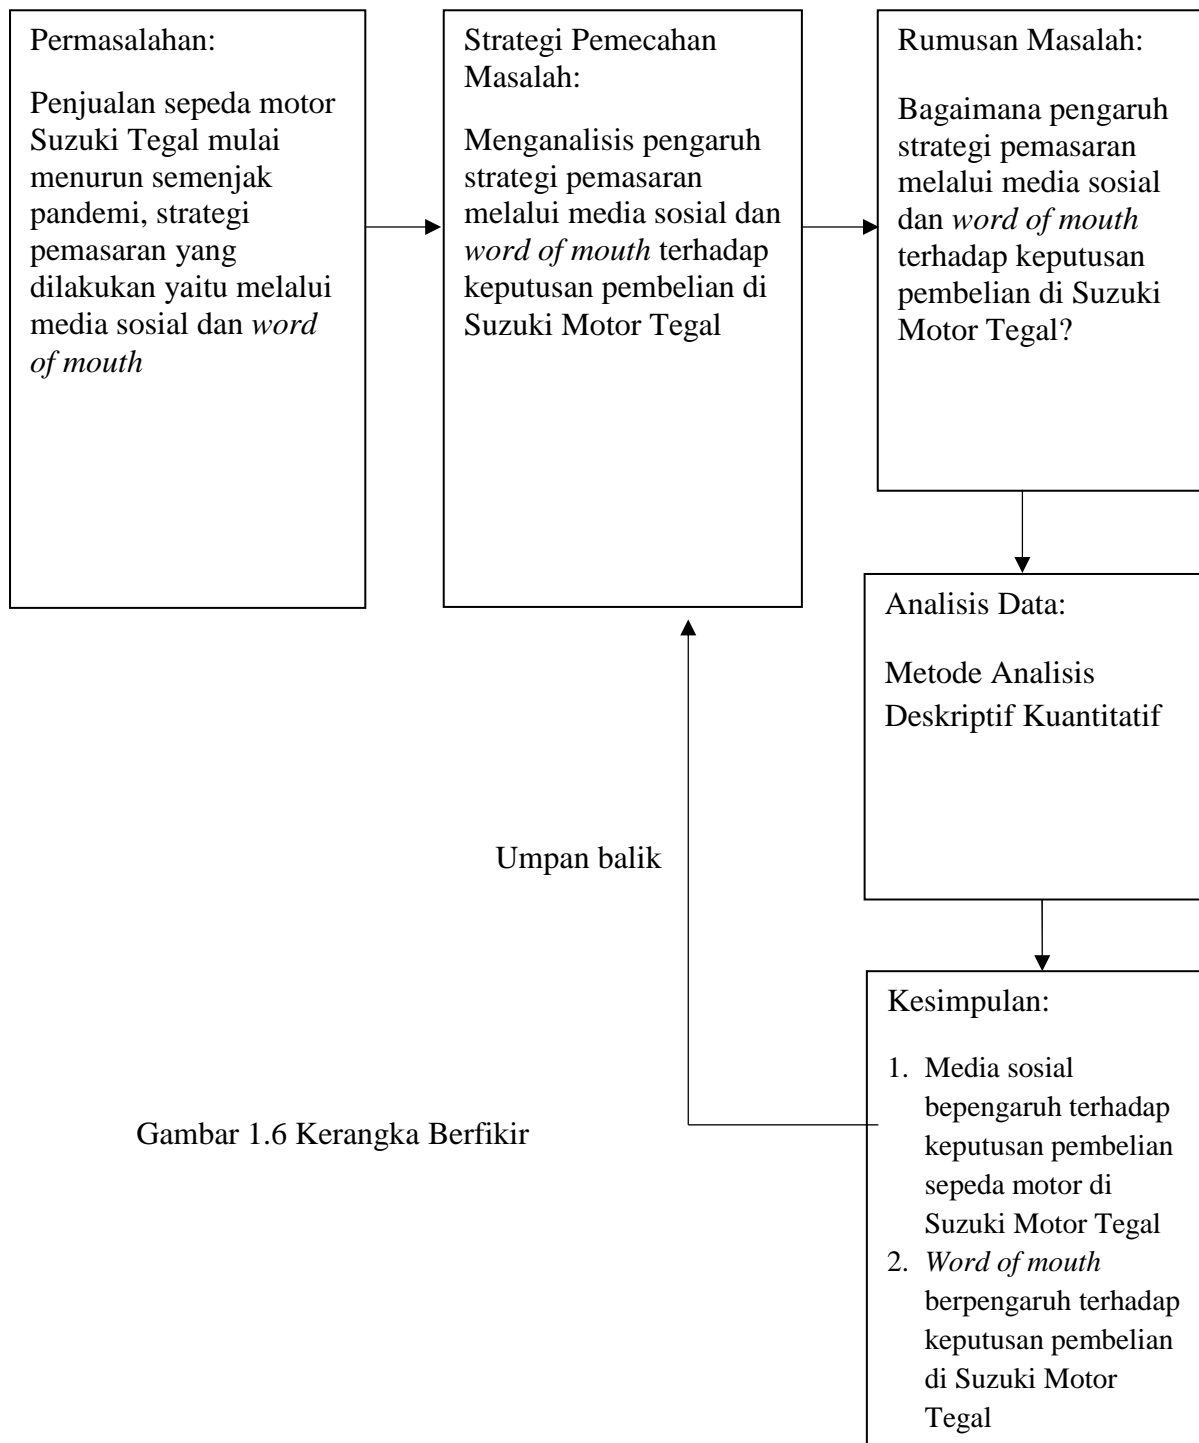 Permasalahan:
Penjualan sepeda motor
Suzuki Tegal mulai
menurun semenjak
pandemi, strategi
pemasaran yang
dilakukan yaitu melalui
media sosial dan word
of mouth
Strategi Pemecahan
Masalah:
Menganalisis pengaruh
strategi pemasaran
melalui media sosial dan
word of mouth terhadap
keputusan pembelian di
Suzuki Motor Tegal
Rumusan Masalah:
Bagaimana pengaruh
strategi pemasaran
melalui media sosial
dan word of mouth
terhadap keputusan
pembelian di Suzuki
Motor Tegal?
Analisis Data:
Metode Analisis
Deskriptif Kuantitatif
Umpan balik
Kesimpulan:
1. Media sosial
bepengaruh terhadap
keputusan pembelian
sepeda motor di
Suzuki Motor Tegal
2. Word of mouth
berpengaruh terhadap
keputusan pembelian
di Suzuki Motor
Tegal
Gambar 1.6 Kerangka Berfikir